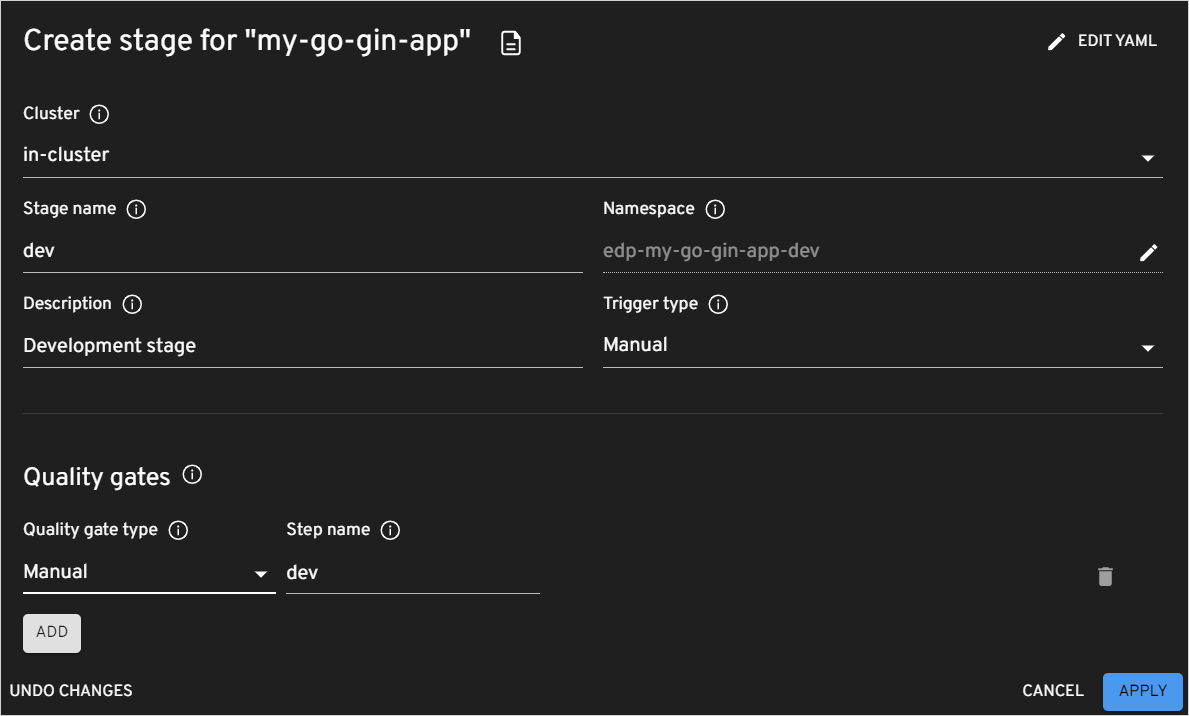 Create stage for "my-go-gin-app"
EDIT YAML
Cluster
in-cluster
Stage name
Namespace
dev
edp-my-go-gin-app-dev
Description
Trigger type
Development stage
Manual
Quality gates
Quality gate type
Step name
Manual
dev
ADD
UNDO CHANGES
CANCEL
APPLY